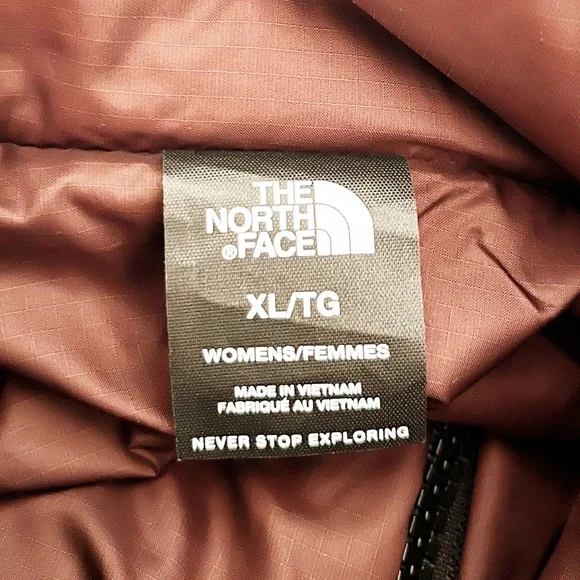 THE
NORTH
®FACE
XL/TG
WOMENS/FEMMES
MADE IN VIETNAM
FABRIQUÉ AU VIETNAM
NEVER STOP EXPLORING